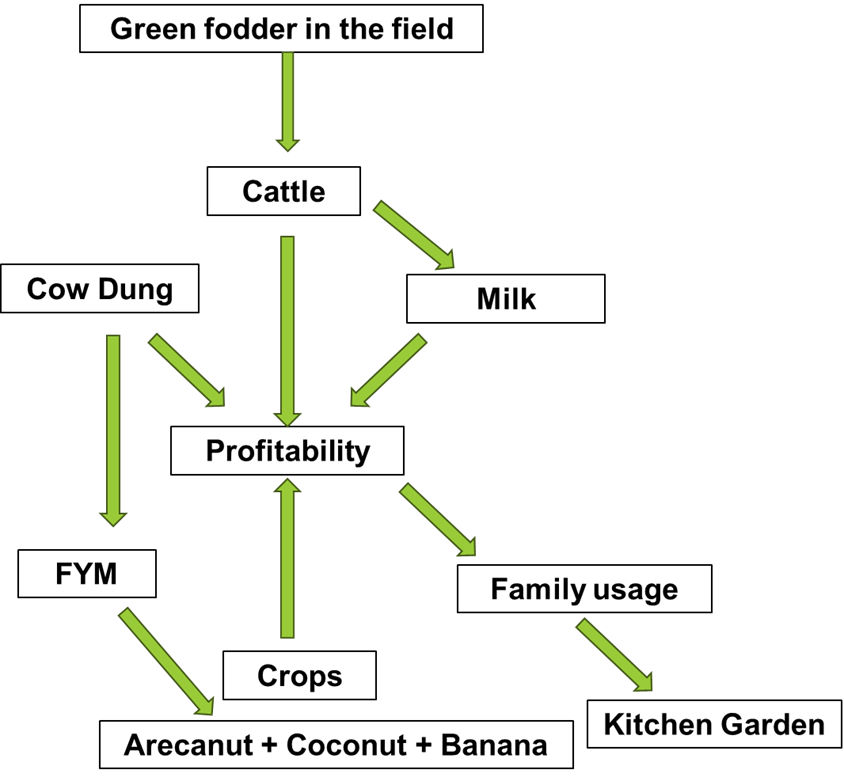 Green fodder in the field
Cattle
Cow Dung
Milk
Profitability
FYM
Family usage
Crops
Kitchen Garden
Arecanut + Coconut + Banana